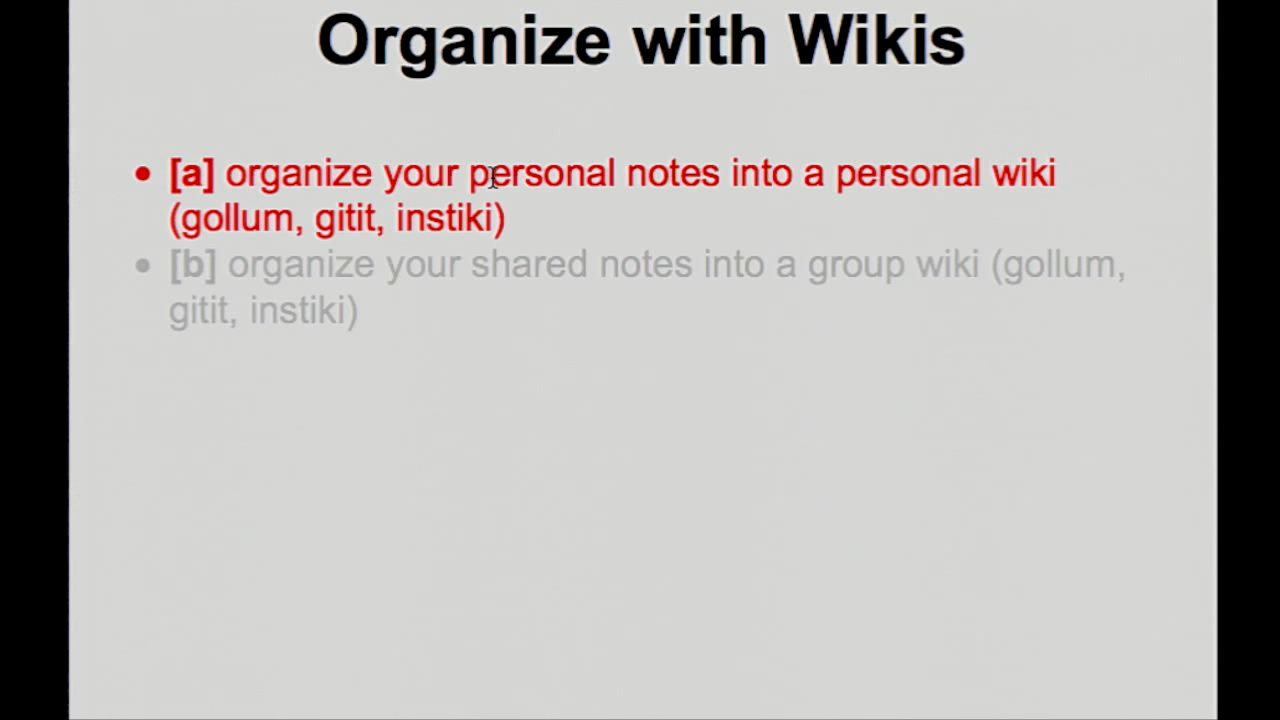 Organize with Wikis
• [a] organize your personal notes into a personal wiki
(gollum, gitit, instiki)
• [b] organize your shared notes into a group wiki (gollum,
gitit, instiki)